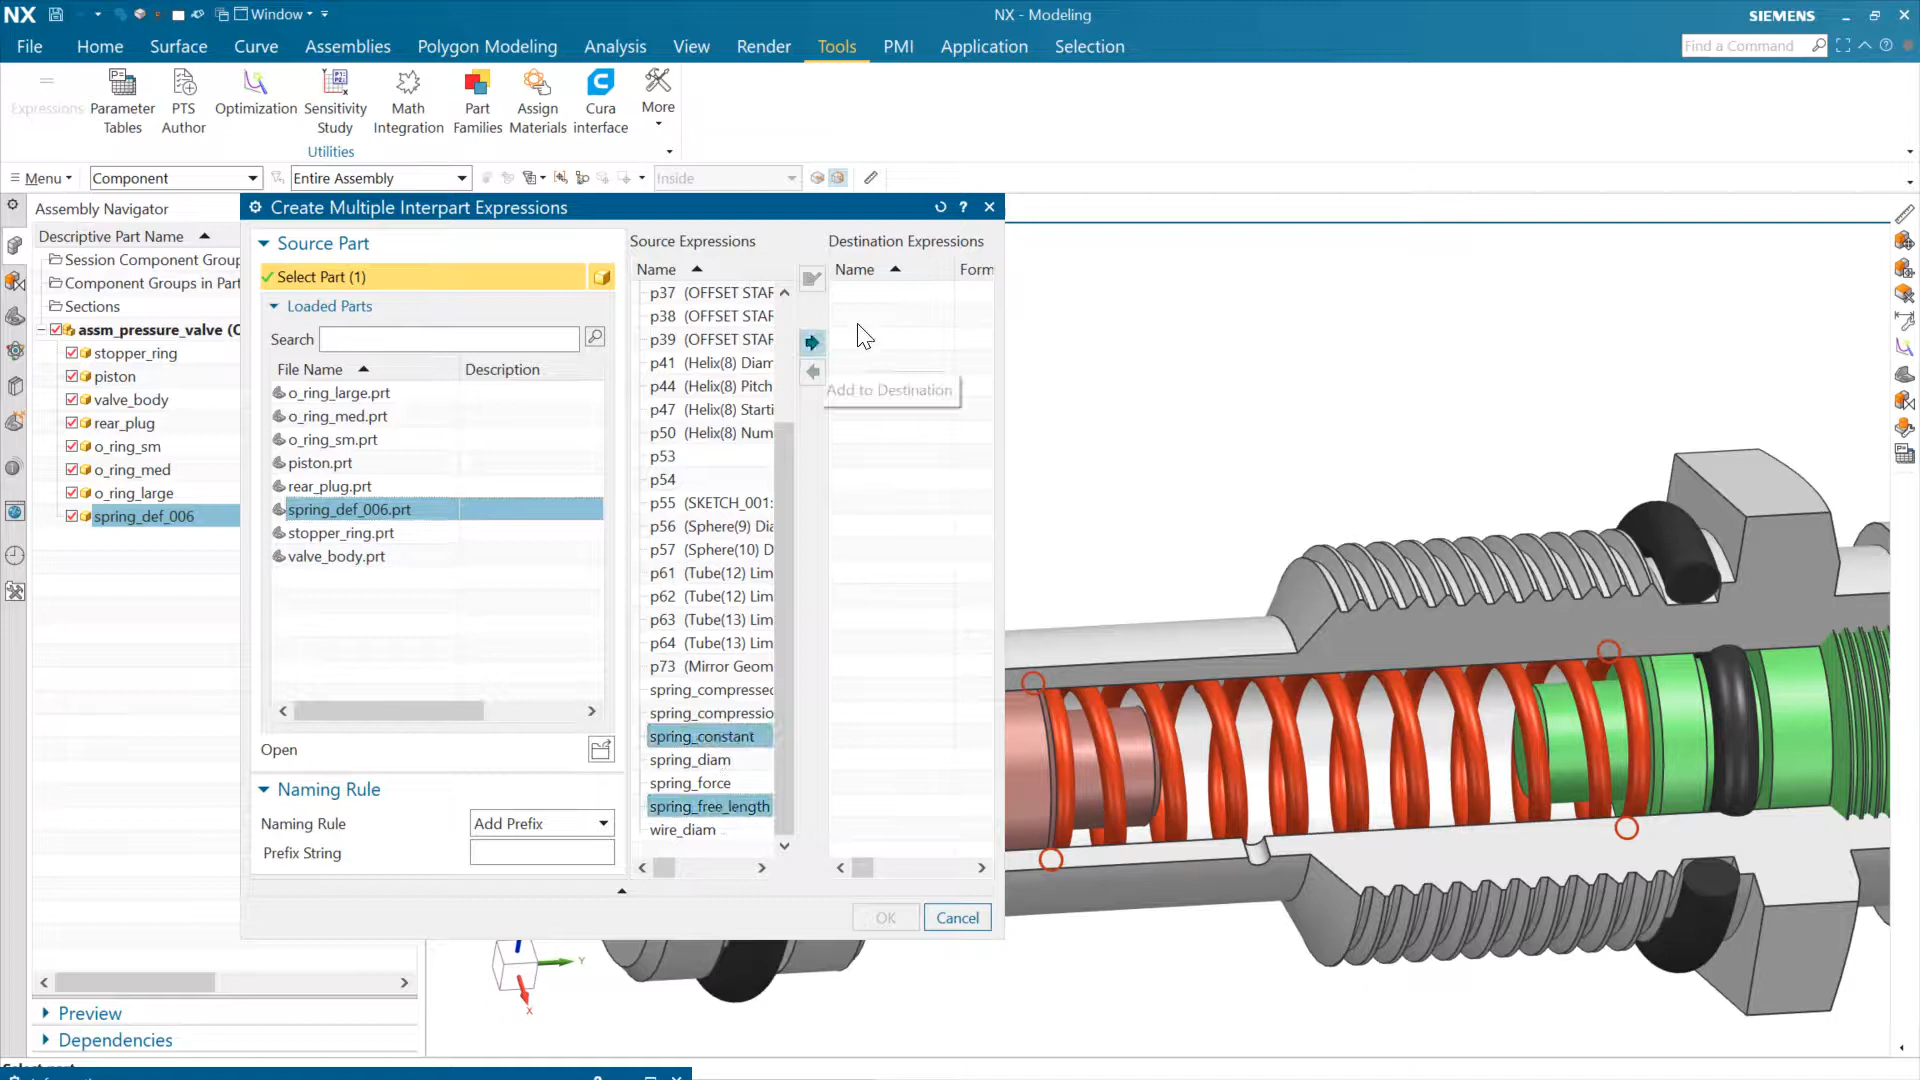 NX
Window
NX - Modeling
SIEMENS
File
Home
Surface
Curve
Assemblies
Polygon Modeling
Analysis
View
Render
Tools
PMI
Application
Selection
Find a Command
Expressions
Parameter
Tables
PTS
Author
Optimization
Sensitivity
Study
Math
Integration
Part
Families
Assign
Materials
Cura
interface
More
Utilities
Menu
Component
Entire Assembly
Inside
Assembly Navigator
Descriptive Part Name
Session Component Group
Component Groups in Part
Sections
assm_pressure_valve (O
stopper_ring
piston
valve_body
rear_plug
o_ring_sm
o_ring_med
o_ring_large
spring_def_006
Preview
Dependencies
Create Multiple Interpart Expressions
Source Part
Select Part (1)
Loaded Parts
Search
File Name
Description
o_ring_large.prt
o_ring_med.prt
o_ring_sm.prt
piston.prt
rear_plug.prt
spring_def_006.prt
stopper_ring.prt
valve_body.prt
Open
Naming Rule
Naming Rule
Add Prefix
Prefix String
Source Expressions
Name
p37 (OFFSET STAR
p38 (OFFSET STAR
p39 (OFFSET STAR
p41 (Helix(8) Diam
p44 (Helix(8) Pitch
p47 (Helix(8) Starti
p50 (Helix(8) Num
p53
p54
p55 (SKETCH_001:
p56 (Sphere(9) Dia
p57 (Sphere(10) D
p61 (Tube(12) Lim
p62 (Tube(12) Lim
p63 (Tube(13) Lim
p64 (Tube(13) Lim
p73 (Mirror Geom
spring_compressed
spring_compressio
spring_constant
spring_diam
spring_force
spring_free_length
wire_diam
Destination Expressions
Name
Form
Add to Destination
OK
Cancel
Y
X